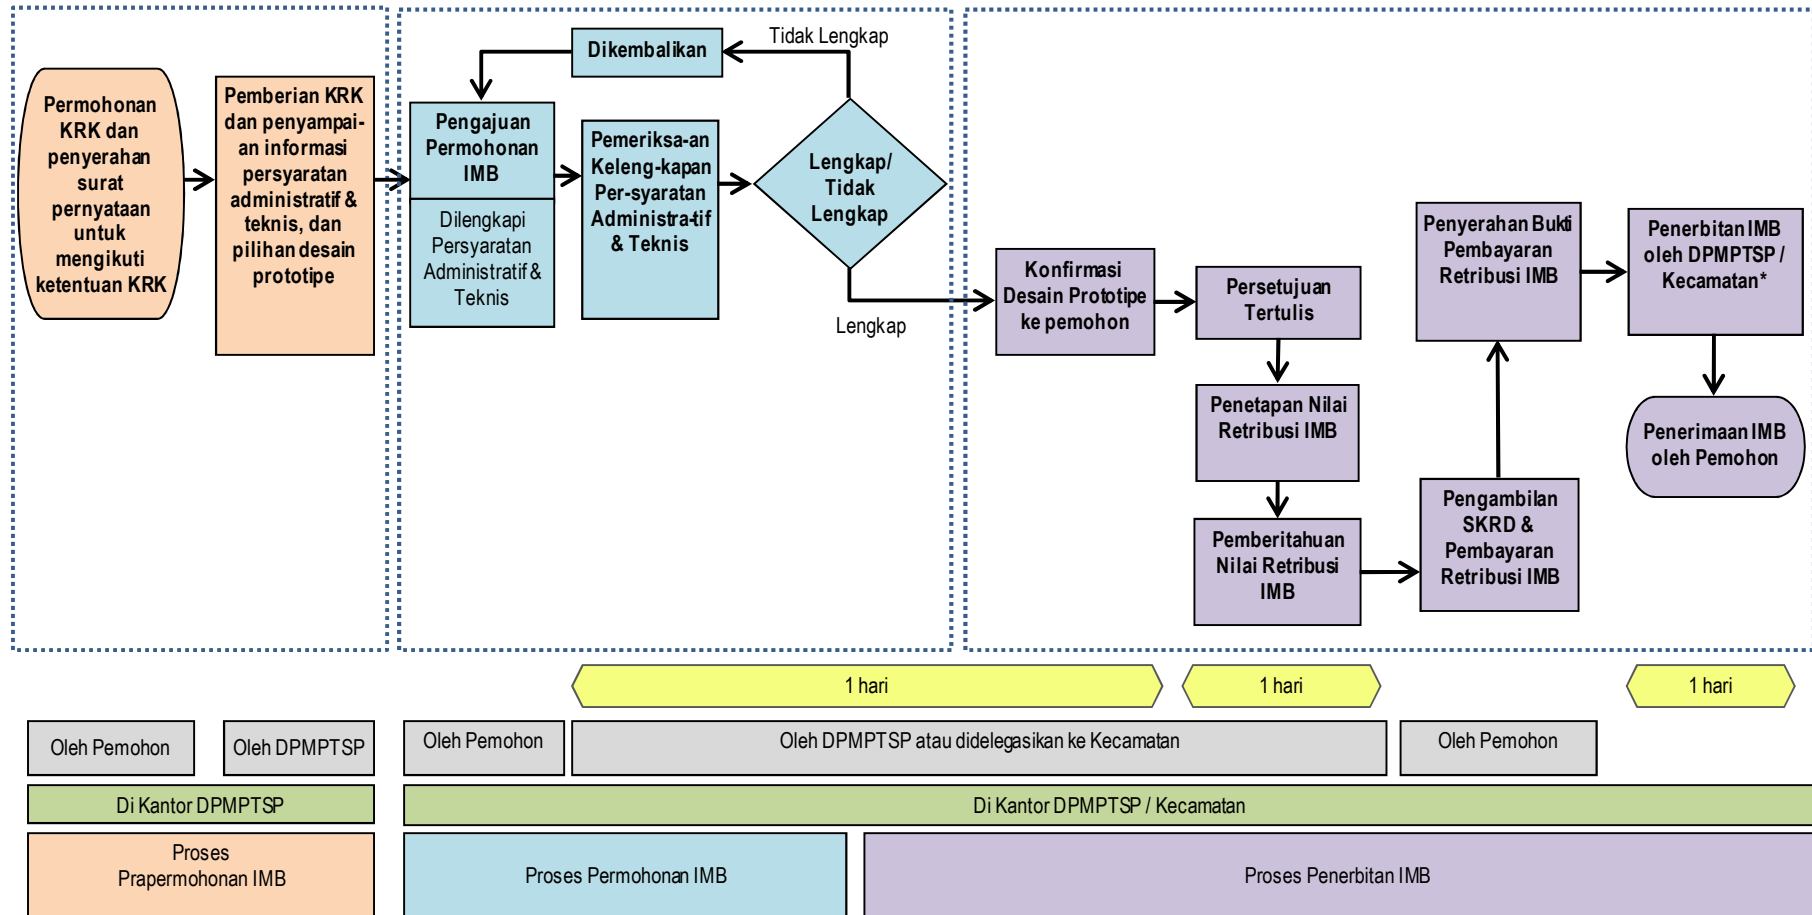 Permohonan
KRK dan
penyerahan
surat
pernyataan
untuk
mengikuti
ketentuan KRK
Pemberian KRK
dan penyampai-
an informasi
persyaratan
administratif &
teknis, dan
pilihan desain
prototipe
Dikembalikan
Tidak Lengkap
Pengajuan
Permohonan
IMB
Dilengkapi
Persyaratan
Administratif &
Teknis
Pemeriksa-an
Keleng-kapan
Per-syaratan
Administra-tif
& Teknis
Lengkap/
Tidak
Lengkap
Lengkap
Konfirmasi
Desain Prototipe
ke pemohon
Persetujuan
Tertulis
Penetapan Nilai
Retribusi IMB
Pemberitahuan
Nilai Retribusi
IMB
Pengambilan
SKRD &
Pembayaran
Retribusi IMB
Penyerahan Bukti
Pembayaran
Retribusi IMB
Penerbitan IMB
oleh DPMPTSP /
Kecamatan*
Penerimaan IMB
oleh Pemohon
1 hari
1 hari
1 hari
Oleh Pemohon
Oleh DPMPTSP
Oleh Pemohon
Oleh DPMPTSP atau didelegasikan ke Kecamatan
Oleh Pemohon
Di Kantor DPMPTSP
Di Kantor DPMPTSP / Kecamatan
Proses
Prapermohonan IMB
Proses Permohonan IMB
Proses Penerbitan IMB